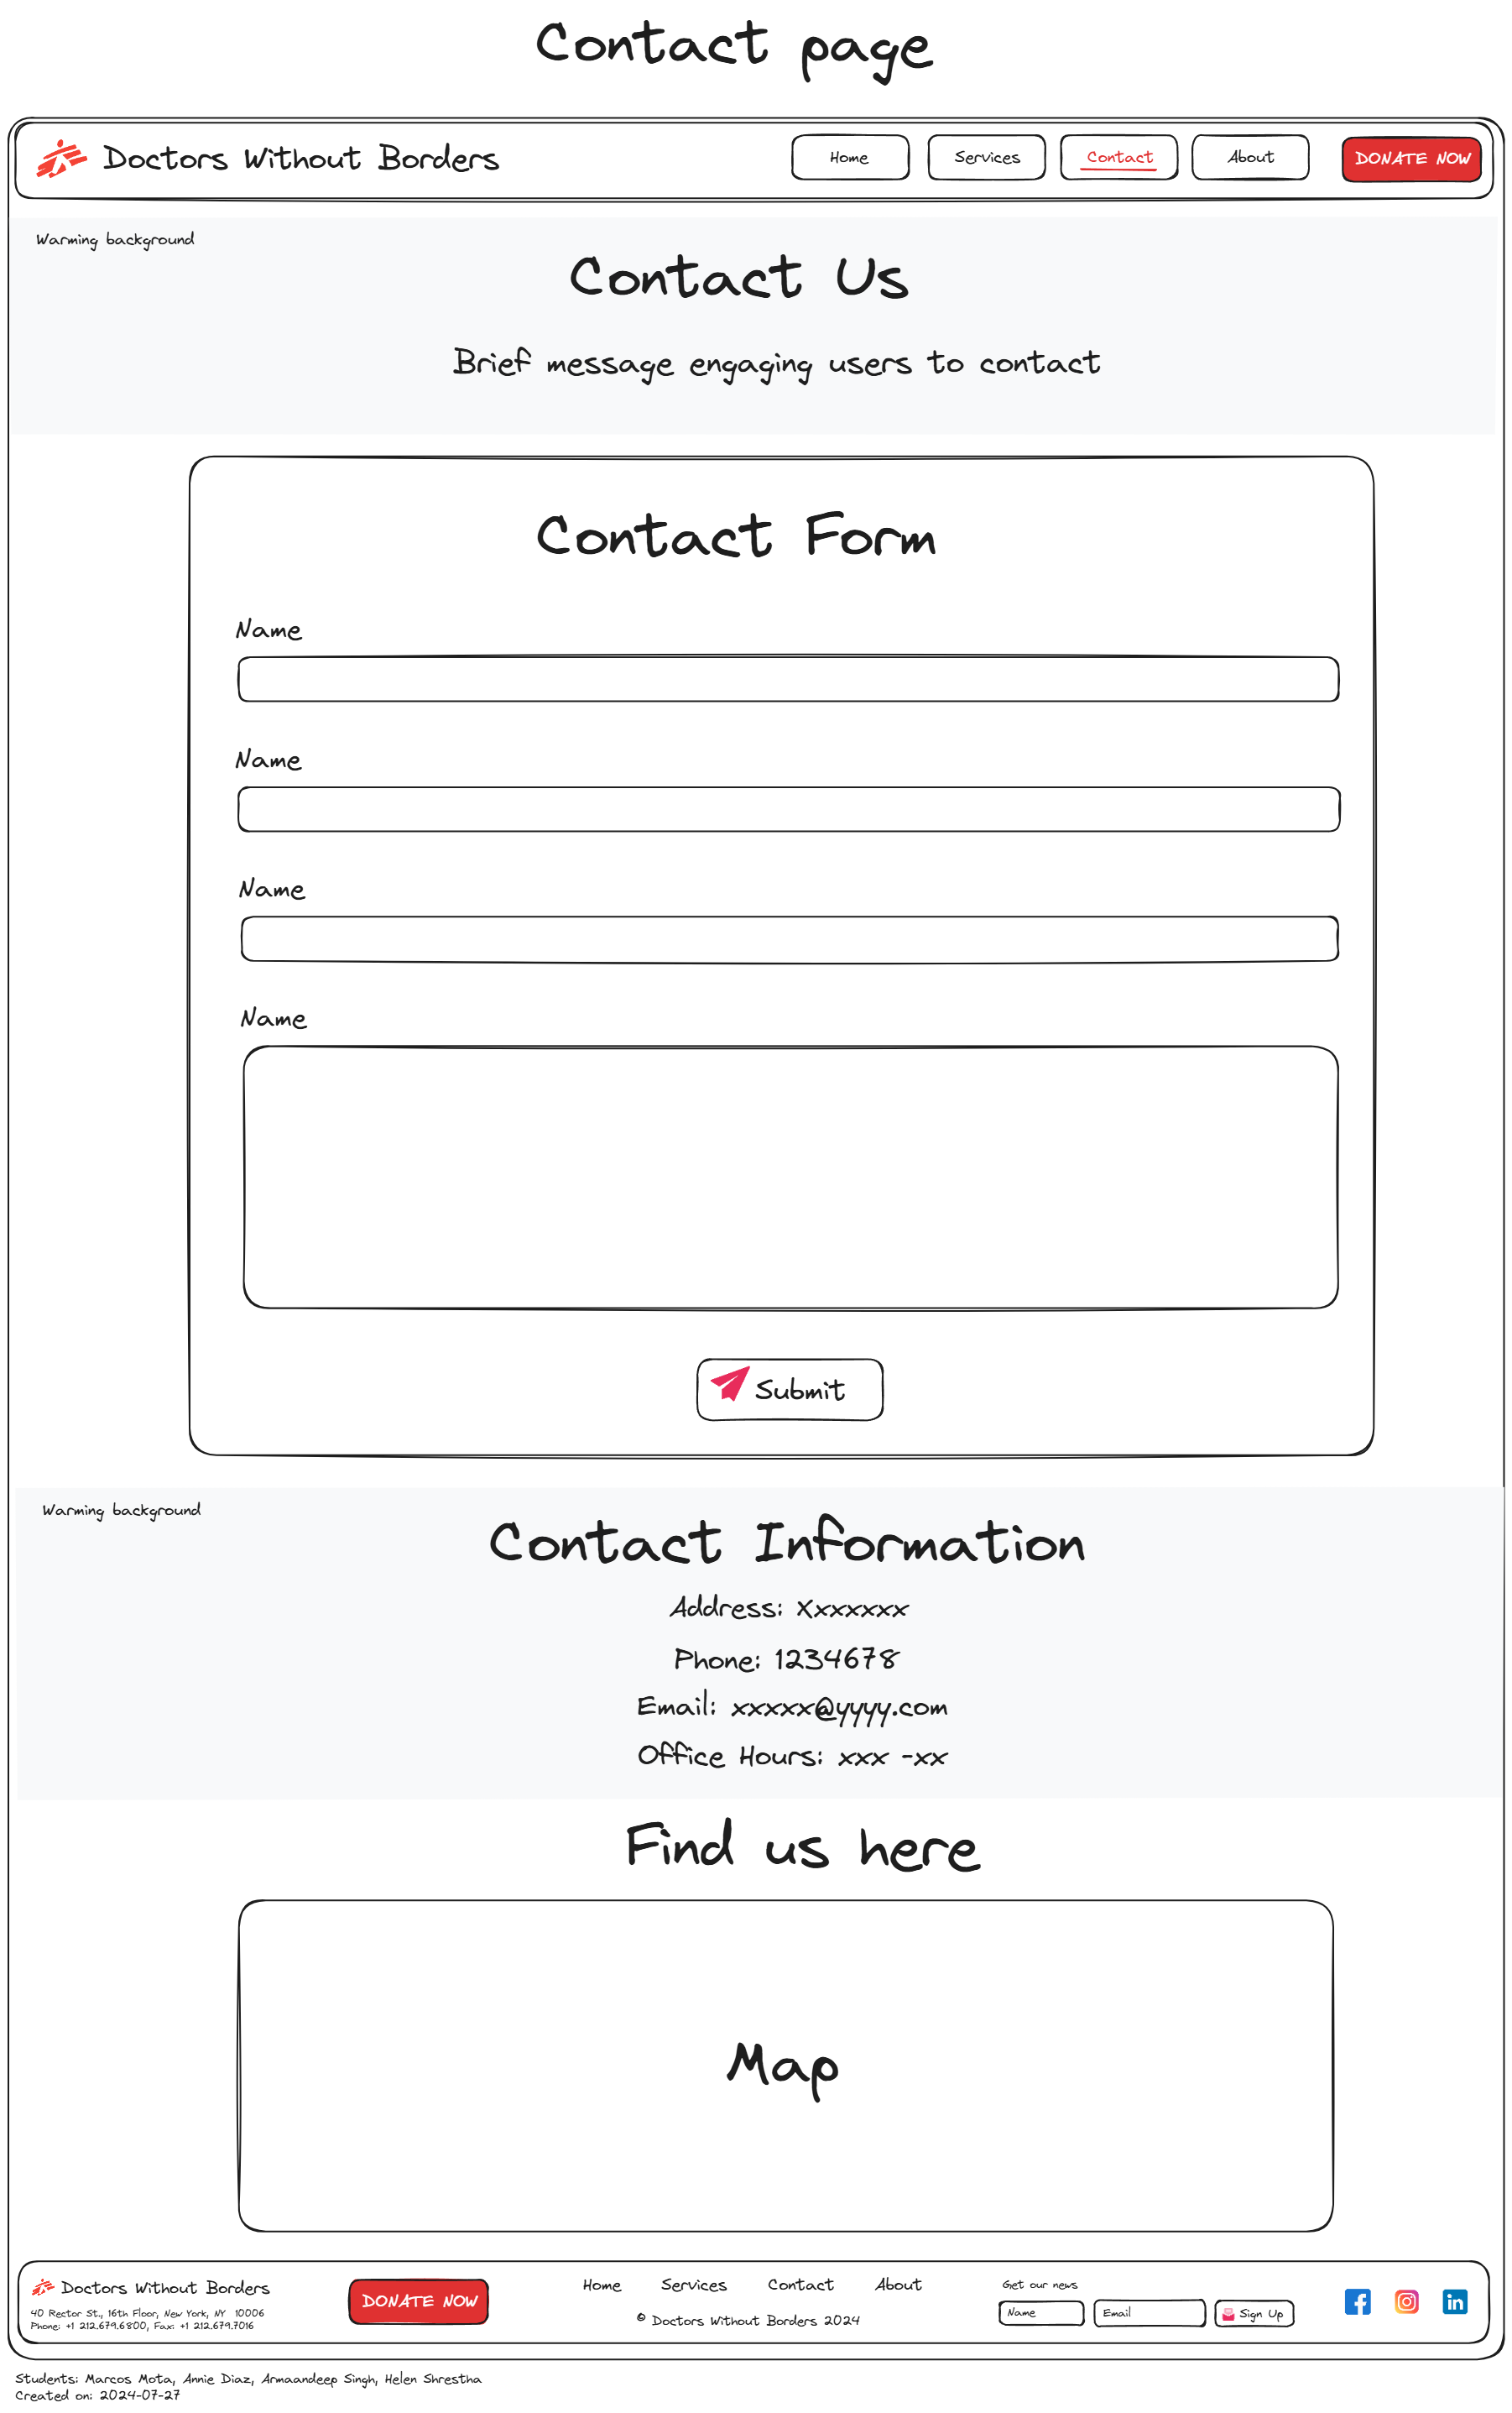 Contact page
Doctors Without Borders
Home
Services
Contact
About
DONATE NOW
Warming background
Contact Us
Brief message engaging users to contact
Contact Form
Name
Name
Name
Name
Submit
Warming background
Contact Information
Address: Xxxxxxx
Phone: 1234678
Email: xxxxx@yyyy.com
Office Hours: xxx -xx
Find us here
Map
Doctors Without Borders
40 Rector St., 16th Floor, New York, NY 10006
Phone: +1 212.679.6800, Fax: +1 212.679.7016
DONATE NOW
Home Services Contact About
© Doctors Without Borders 2024
Get our news
Name
Email
Sign Up
Students: Marcos Mota, Annie Diaz, Armaandeep Singh, Helen Shrestha
Created on: 2024-07-27